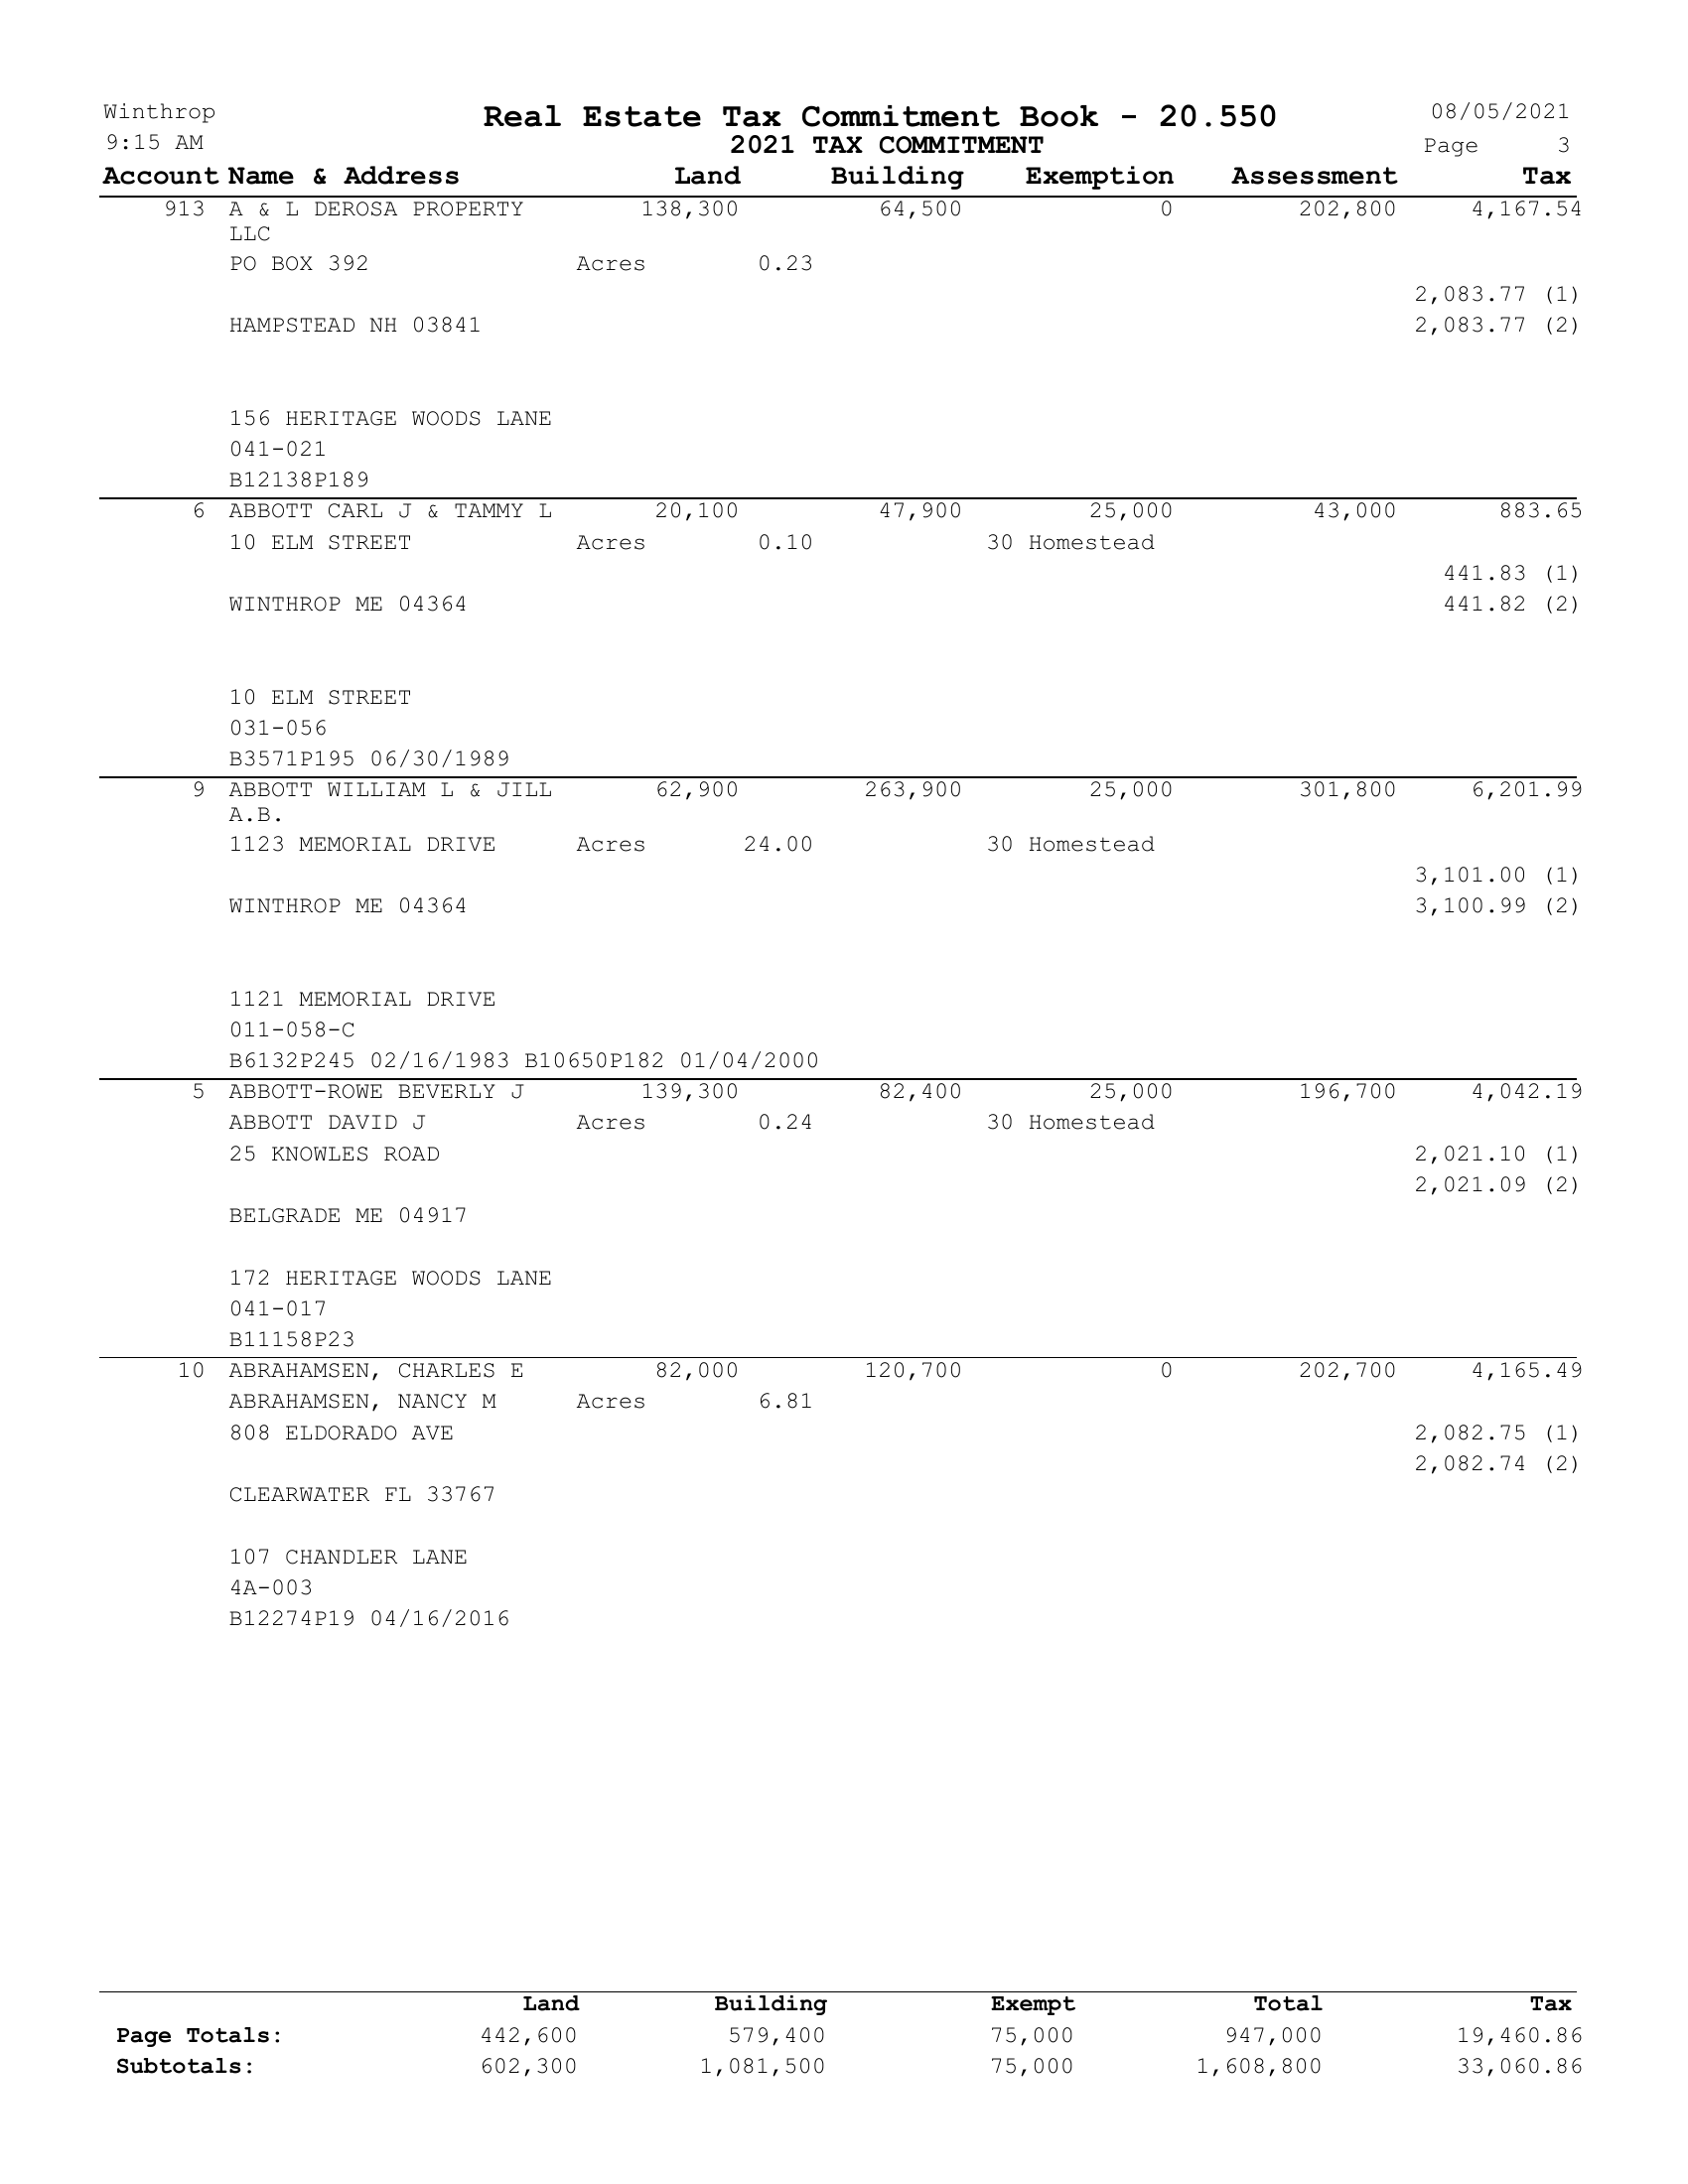 Winthrop Real Estate Tax Commitment Book - 20.550 08/05/2021
9:15 AM 2021 TAX COMMITMENT Page 3
Account Name & Address Land Building Exemption Assessment Tax
913 A & L DEROSA PROPERTY 138,300 64,500 0 202,800 4,167.54
LLC
PO BOX 392 Acres 0.23
2,083.77 (1)
HAMPSTEAD NH 03841 2,083.77 (2)
156 HERITAGE WOODS LANE
041-021
B12138P189
6 ABBOTT CARL J & TAMMY L 20,100 47,900 25,000 43,000 883.65
10 ELM STREET Acres 0.10 30 Homestead
441.83 (1)
WINTHROP ME 04364 441.82 (2)
10 ELM STREET
031-056
B3571P195 06/30/1989
9 ABBOTT WILLIAM L & JILL 62,900 263,900 25,000 301,800 6,201.99
A.B.
1123 MEMORIAL DRIVE Acres 24.00 30 Homestead
3,101.00 (1)
WINTHROP ME 04364 3,100.99 (2)
1121 MEMORIAL DRIVE
011-058-C
B6132P245 02/16/1983 B10650P182 01/04/2000
5 ABBOTT-ROWE BEVERLY J 139,300 82,400 25,000 196,700 4,042.19
ABBOTT DAVID J Acres 0.24 30 Homestead
25 KNOWLES ROAD 2,021.10 (1)
2,021.09 (2)
BELGRADE ME 04917
172 HERITAGE WOODS LANE
041-017
B11158P23
10 ABRAHAMSEN, CHARLES E 82,000 120,700 0 202,700 4,165.49
ABRAHAMSEN, NANCY M Acres 6.81
808 ELDORADO AVE 2,082.75 (1)
2,082.74 (2)
CLEARWATER FL 33767
107 CHANDLER LANE
4A-003
B12274P19 04/16/2016
Land Building Exempt Total Tax
Page Totals: 442,600 579,400 75,000 947,000 19,460.86
Subtotals: 602,300 1,081,500 75,000 1,608,800 33,060.86